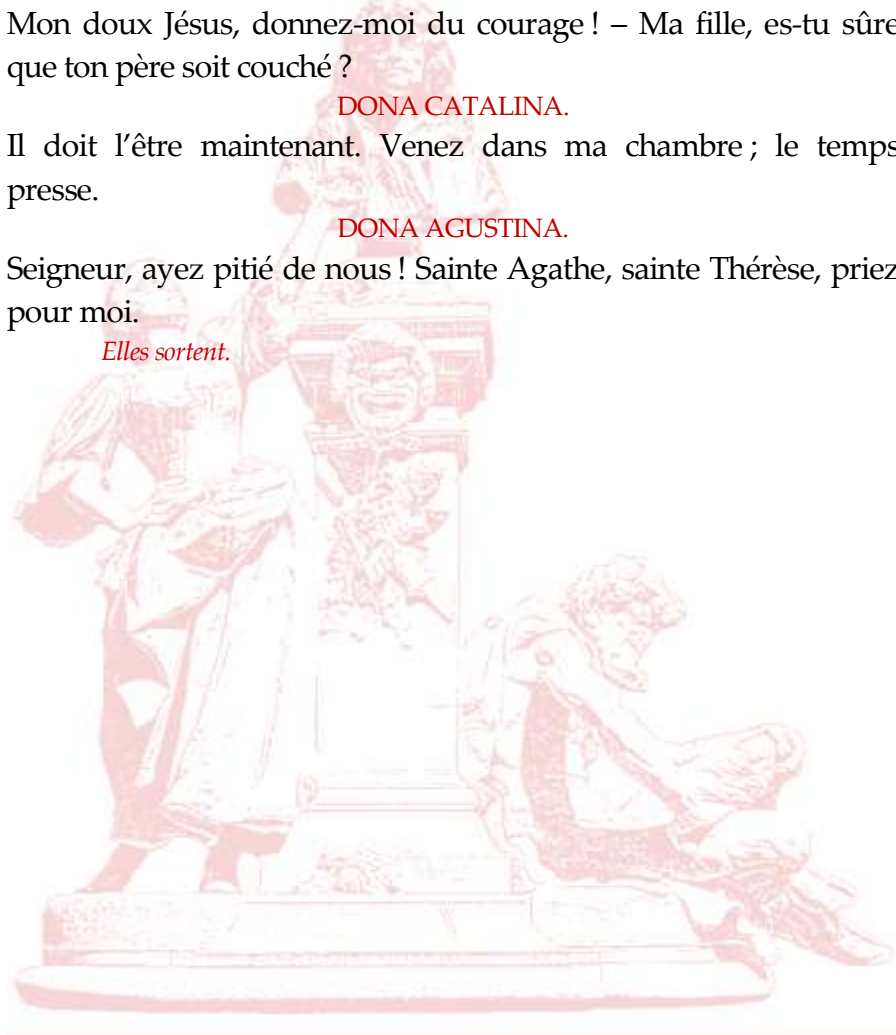 Mon doux Jésus, donnez-moi du courage ! – Ma fille, es-tu sûre
que ton père soit couché ?
DONA CATALINA.
Il doit l’être maintenant. Venez dans ma chambre ; le temps
presse.
DONA AGUSTINA.
Seigneur, ayez pitié de nous ! Sainte Agathe, sainte Thérèse, priez
pour moi.
Elles sortent.